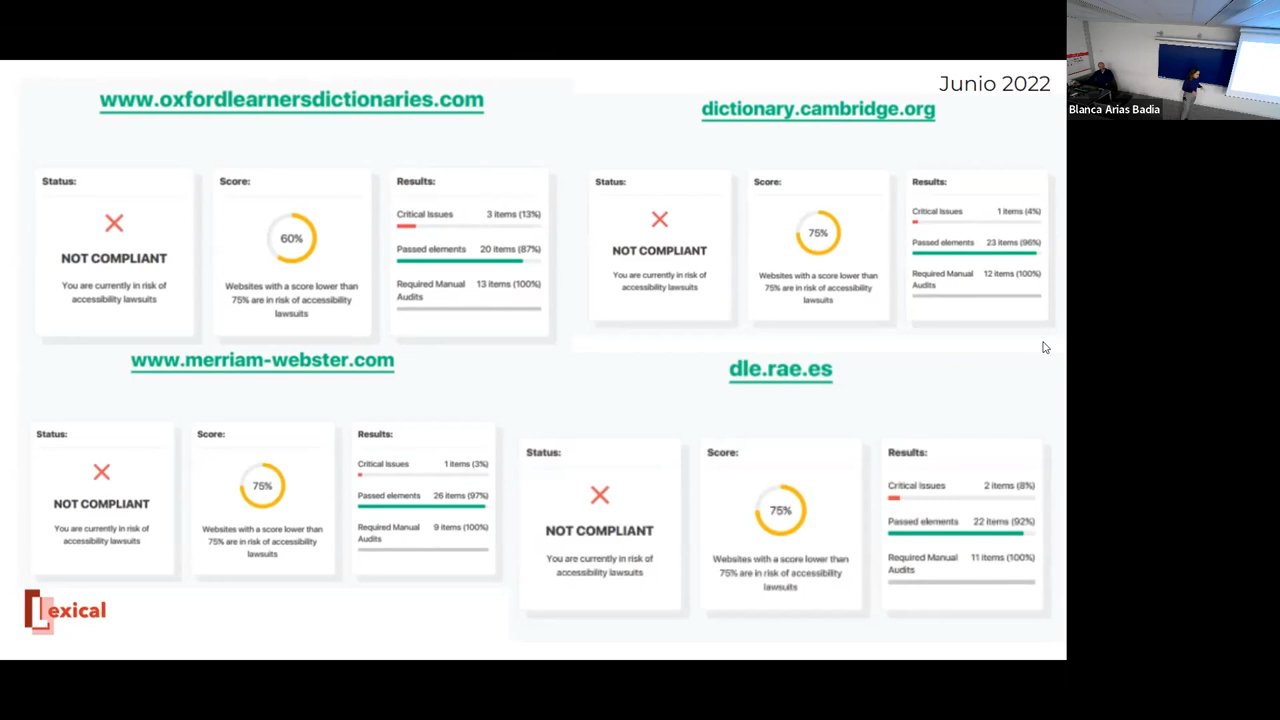 Junio 2022
Blanca Arias Badia
www.oxfordlearnersdictionaries.com
Status:
NOT COMPLIANT
You are currently in risk of
accessibility lawsuits
Score:
60%
Websites with a score lower than
75% are in risk of accessibility
lawsuits
Results:
Critical Issues 3 items (13%)
Passed elements 20 items (87%)
Required Manual 13 items (100%)
Audits
dictionary.cambridge.org
Status:
NOT COMPLIANT
You are currently in risk of
accessibility lawsuits
Score:
75%
Websites with a score lower than
75% are in risk of accessibility
lawsuits
Results:
Critical Issues 1 items (4%)
Passed elements 23 items (96%)
Required Manual 12 items (100%)
Audits
www.merriam-webster.com
Status:
NOT COMPLIANT
You are currently in risk of
accessibility lawsuits
Score:
75%
Websites with a score lower than
75% are in risk of accessibility
lawsuits
Results:
Critical Issues 1 items (3%)
Passed elements 26 items (97%)
Required Manual 9 items (100%)
Audits
dle.rae.es
Status:
NOT COMPLIANT
You are currently in risk of
accessibility lawsuits
Score:
75%
Websites with a score lower than
75% are in risk of accessibility
lawsuits
Results:
Critical Issues 2 items (8%)
Passed elements 22 items (92%)
Required Manual 11 items (100%)
Audits
Lexical